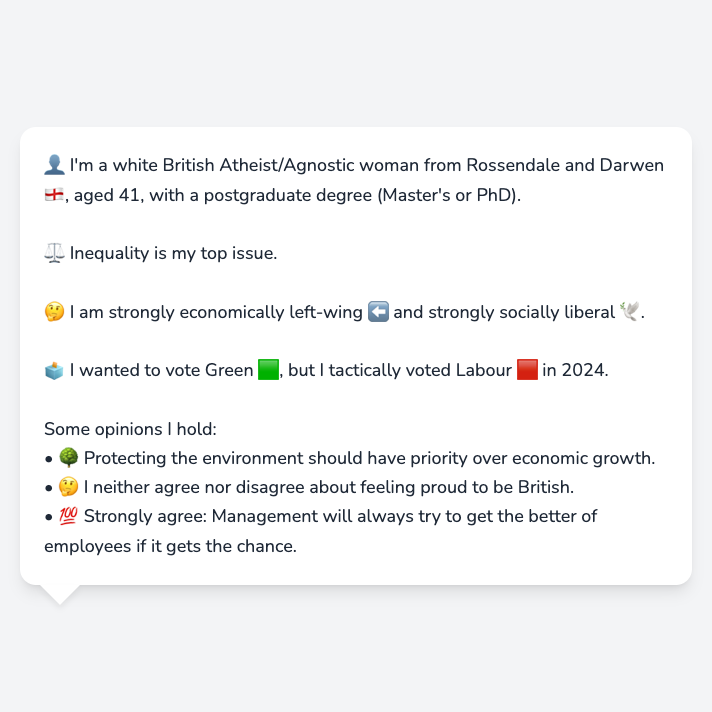 👤 I'm a white British Atheist/Agnostic woman from Rossendale and Darwen
🏴󠁧󠁢󠁥󠁮󠁧󠁿, aged 41, with a postgraduate degree (Master's or PhD).
⚖️ Inequality is my top issue.
🤔 I am strongly economically left-wing ⬅️ and strongly socially liberal 🕊️.
🗳️ I wanted to vote Green 🟩, but I tactically voted Labour 🟥 in 2024.
Some opinions I hold:
• 🌳 Protecting the environment should have priority over economic growth.
• 🤔 I neither agree nor disagree about feeling proud to be British.
• 💯 Strongly agree: Management will always try to get the better of
employees if it gets the chance.